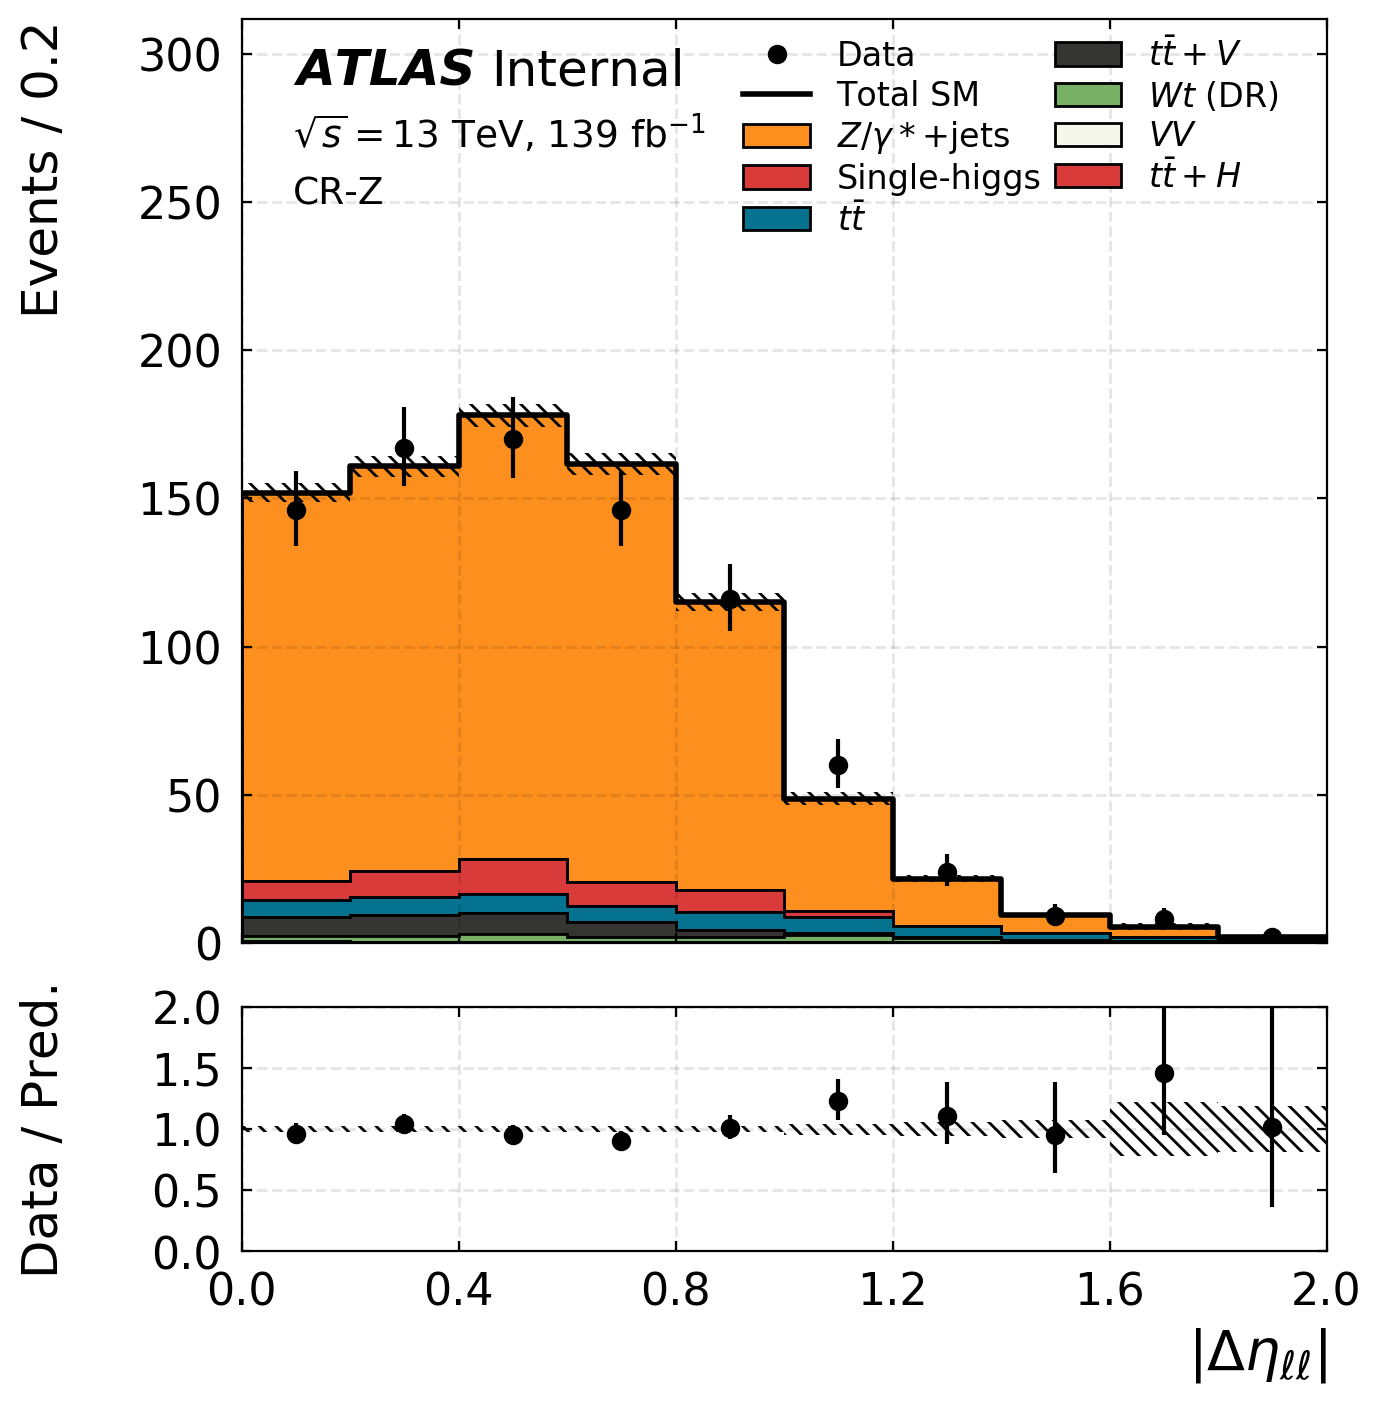 Events / 0.2
300
250
200
150
100
50
0
ATLAS Internal
√s = 13 TeV, 139 fb⁻¹
CR-Z
Data
Total SM
Z/γ * +jets
Single-higgs
tt̄
tt̄ + V
Wt (DR)
VV
tt̄ + H
Data / Pred.
2.0
1.5
1.0
0.5
0.0
0.0 0.4 0.8 1.2 1.6 2.0
|Δη_ℓℓ|